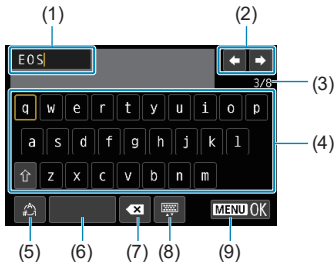 (1) (2)
EOS
3/8 (3)
q w e r t y u i o p
(4)
a s d f g h j k l
z x c v b n m
MENU OK
(5) (6) (7) (8) (9)